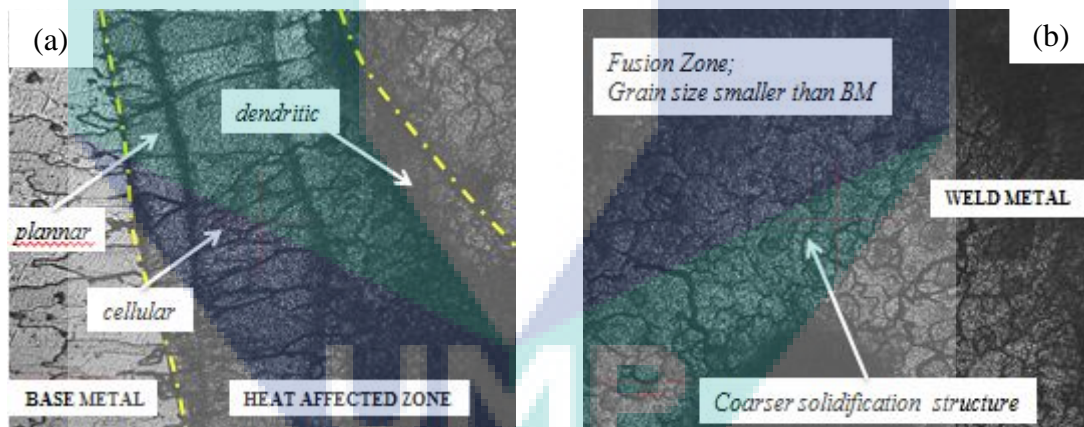 (a)
dendritic
plannar
cellular
BASE METAL
HEAT AFFECTED ZONE
(b)
Fusion Zone;
Grain size smaller than BM
WELD METAL
Coarser solidification structure
UMP